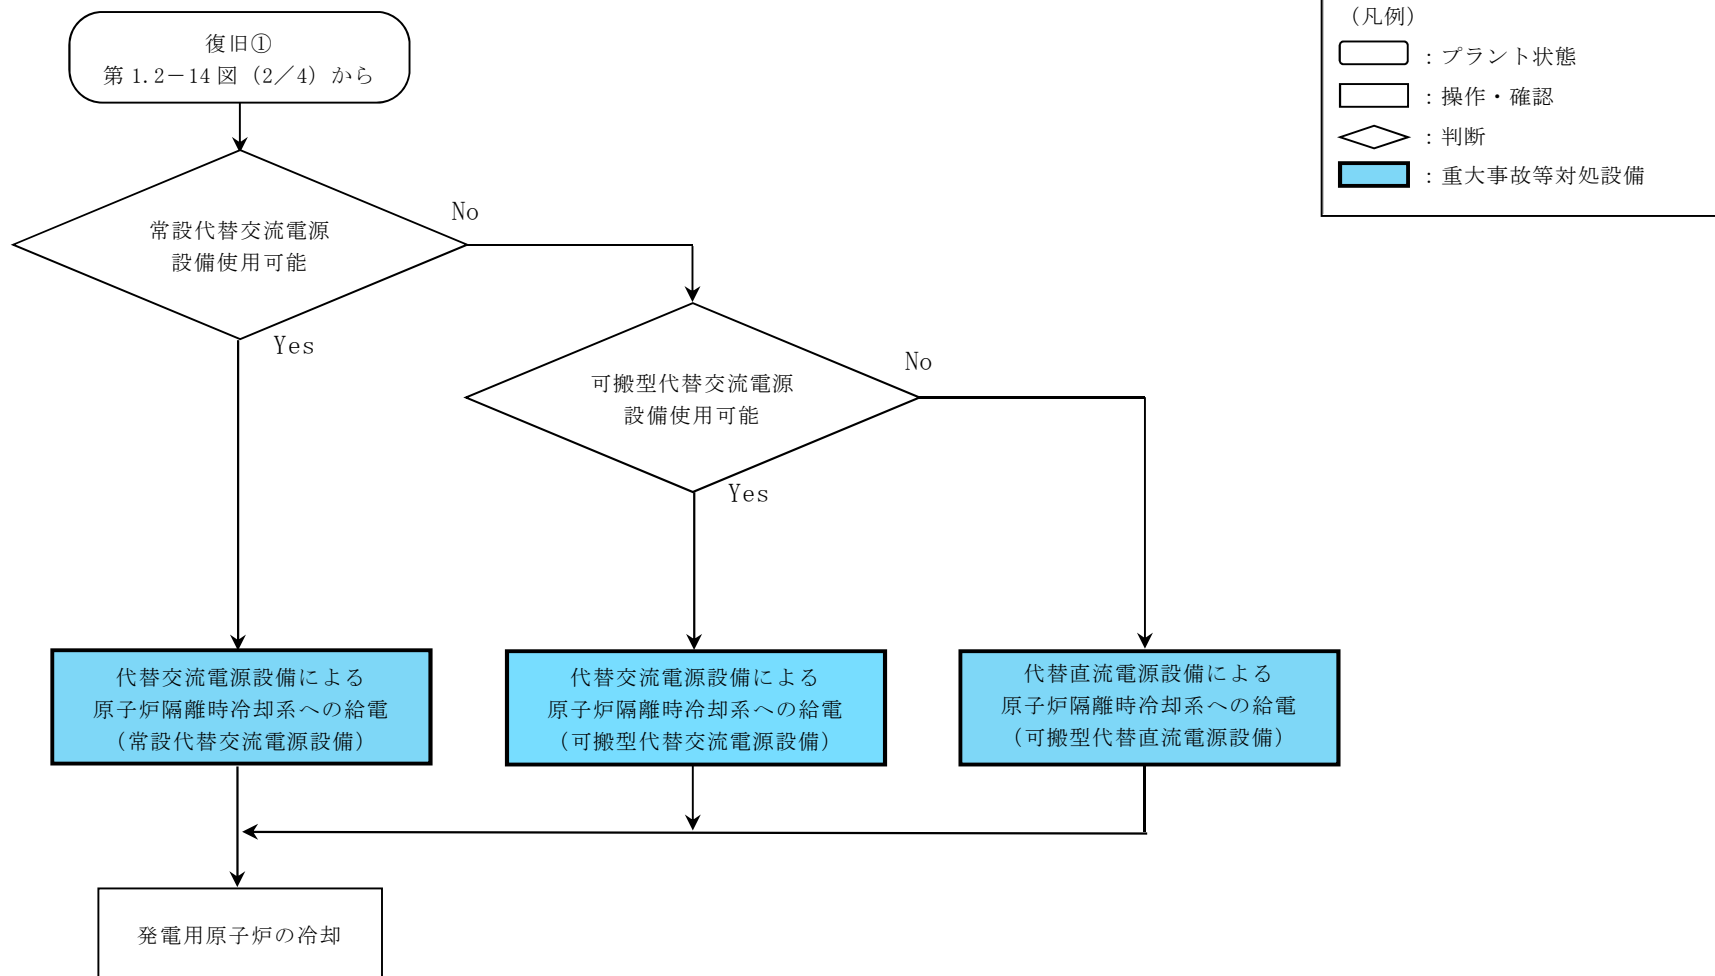 復旧①
第1.2－14図（2／4）から
常設代替交流電源
設備使用可能
No
Yes
可搬型代替交流電源
設備使用可能
No
Yes
代替交流電源設備による
原子炉隔離時冷却系への給電
（常設代替交流電源設備）
代替交流電源設備による
原子炉隔離時冷却系への給電
（可搬型代替交流電源設備）
代替直流電源設備による
原子炉隔離時冷却系への給電
（可搬型代替直流電源設備）
発電用原子炉の冷却
（凡例）
：プラント状態
：操作・確認
：判断
：重大事故等対処設備